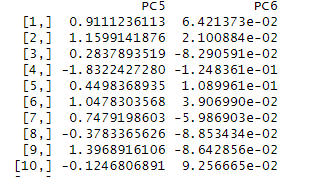 PC5 PC6
[1,] 0.9111236113 6.421373e-02
[2,] 1.1599141876 2.100884e-02
[3,] 0.2837893519 -8.290591e-02
[4,] -1.8322427280 -1.248361e-01
[5,] 0.4498368935 1.089961e-01
[6,] 1.0478303568 3.906990e-02
[7,] 0.7479198603 -5.986903e-02
[8,] -0.3783365626 -8.853434e-02
[9,] 1.3968916106 -8.642856e-02
[10,] -0.1246806891 9.256665e-02